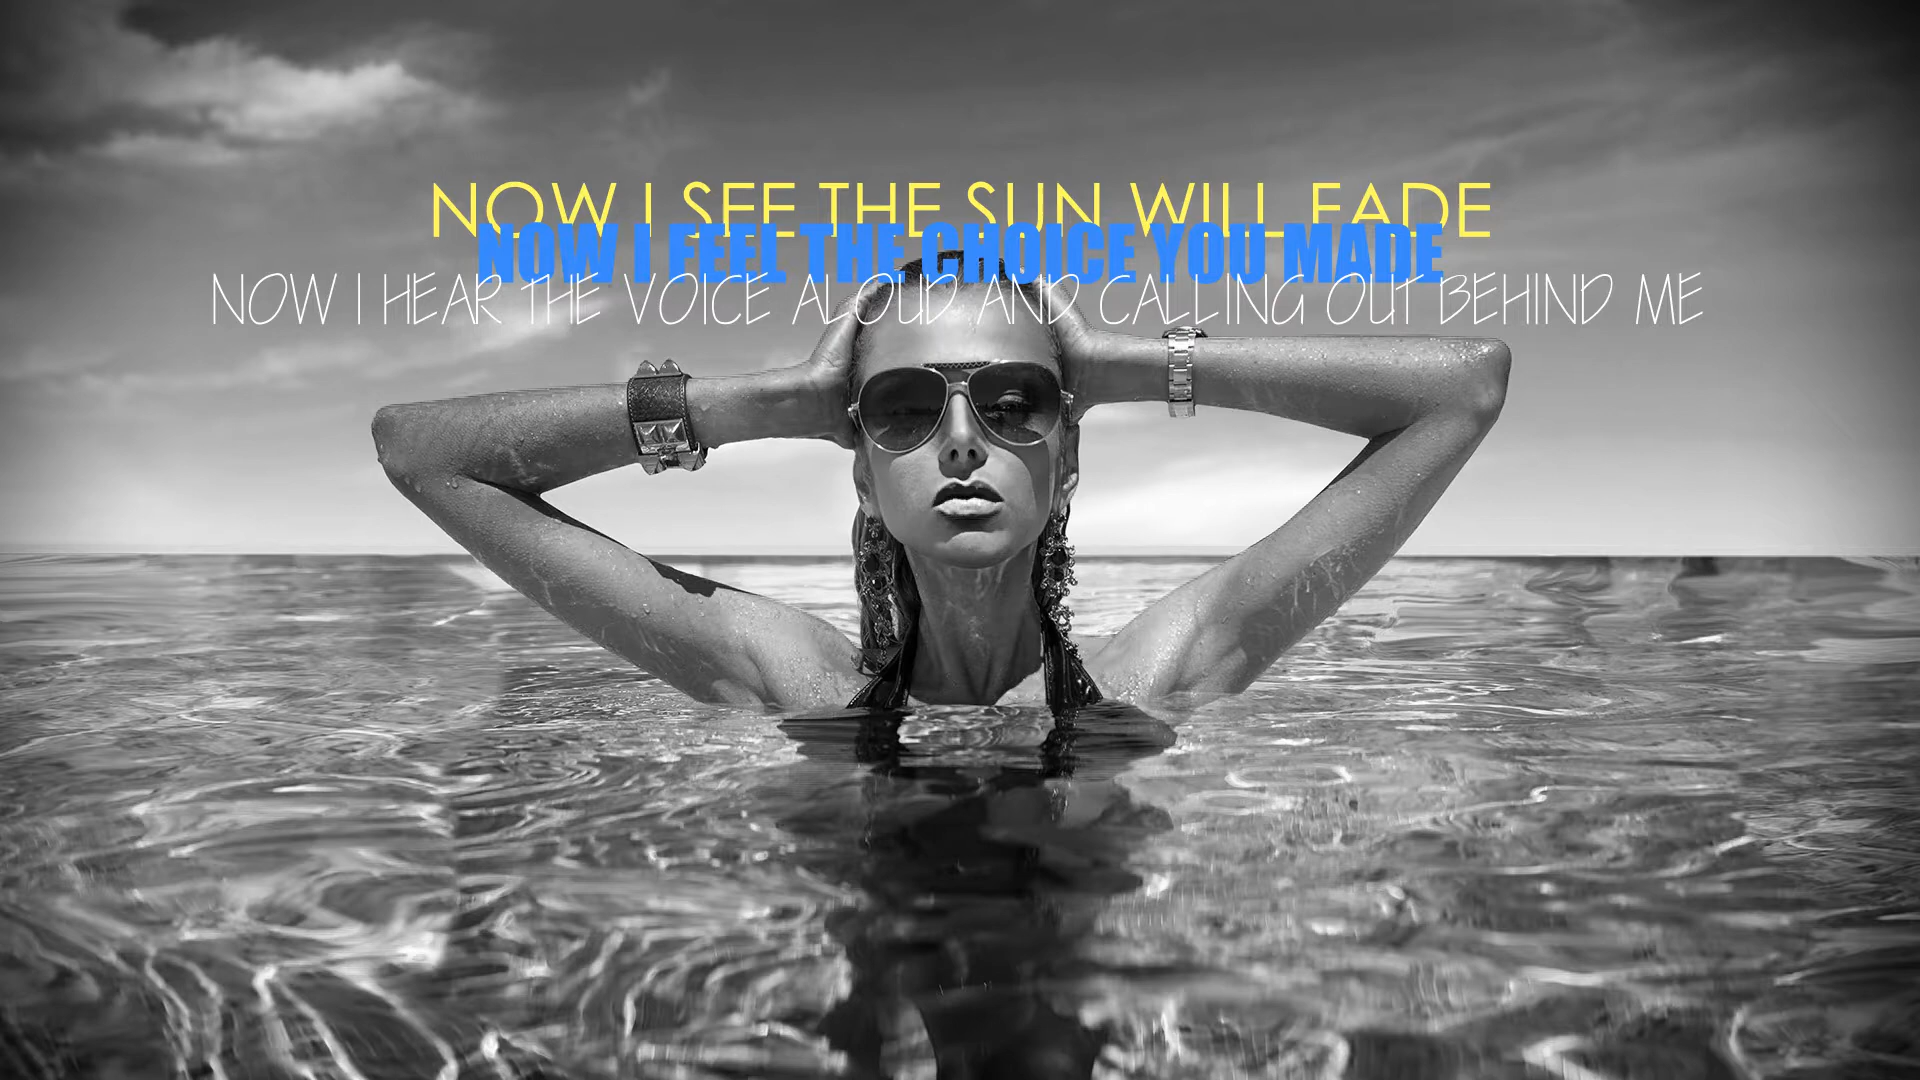 NOW I SEE THE SUN WILL FADE
NOW I FEEL THE CHOICE YOU MADE
NOW I HEAR THE VOICE ALOUD AND CALLING OUT BEHIND ME